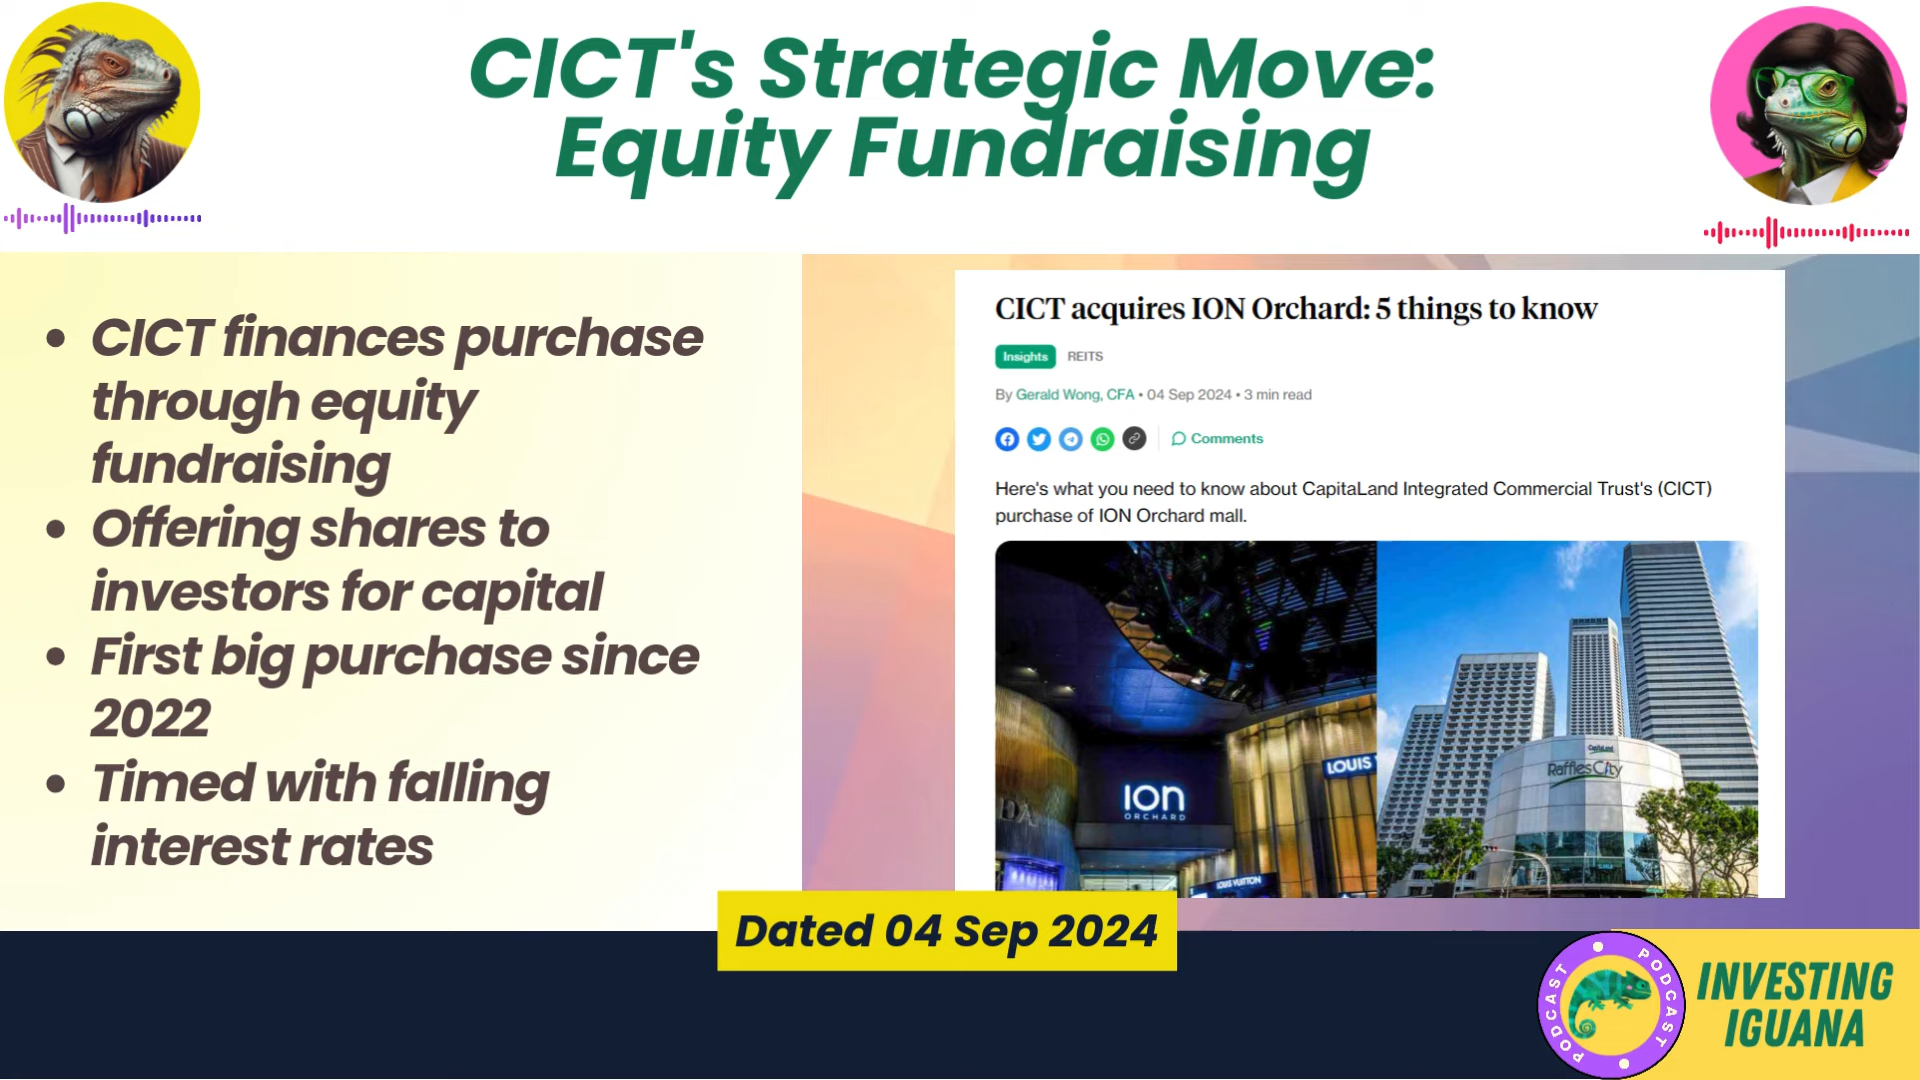 CICT's Strategic Move:
Equity Fundraising
• CICT finances purchase
through equity
fundraising
• Offering shares to
investors for capital
• First big purchase since
2022
• Timed with falling
interest rates
CICT acquires ION Orchard: 5 things to know
Insights REITS
By Gerald Wong, CFA • 04 Sep 2024 • 3 min read
Comments
Here's what you need to know about CapitaLand Integrated Commercial Trust's (CICT)
purchase of ION Orchard mall.
LOUIS
ION
ORCHARD
LOUIS VUITTON
CapitaLand
Raffles City
Dated 04 Sep 2024
PODCAST
PODCAST
INVESTING
IGUANA